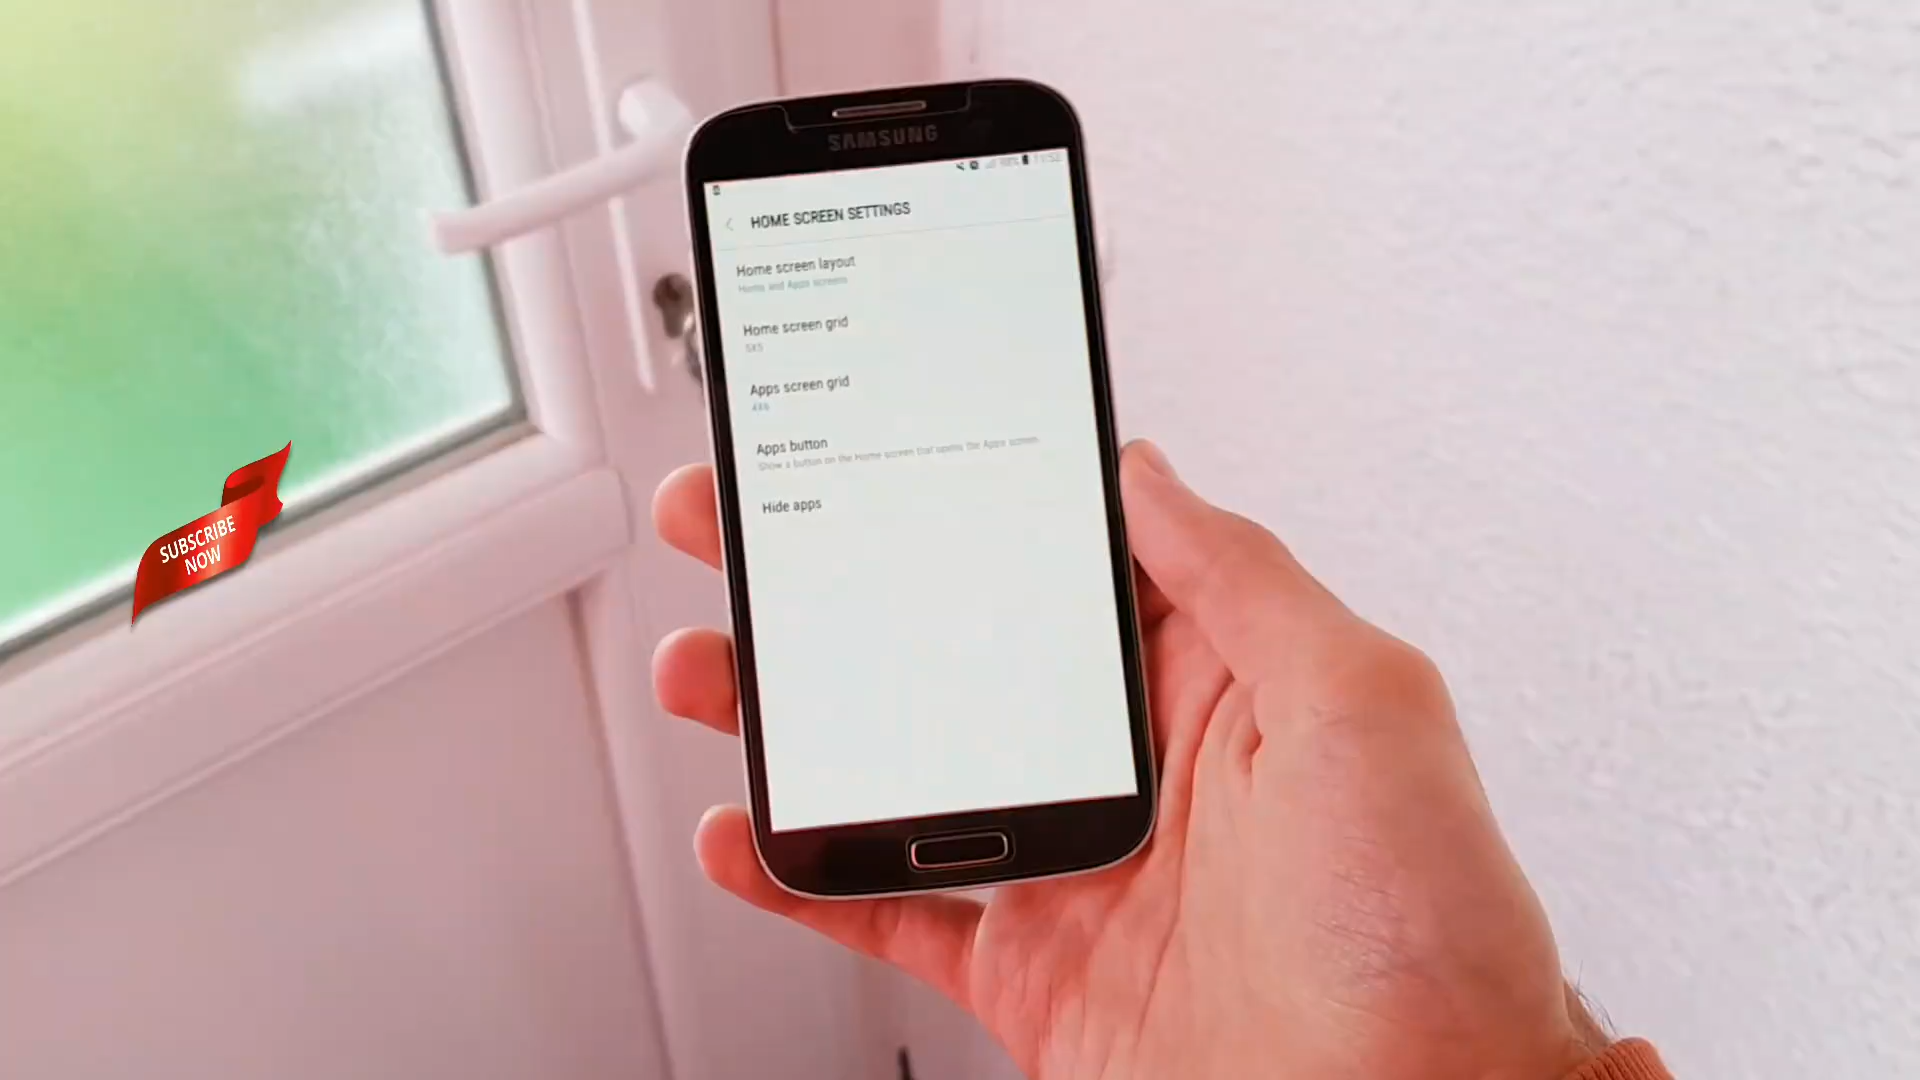 SAMSUNG
HOME SCREEN SETTINGS
Home screen layout
Home and Apps screens
Home screen grid
5X5
Apps screen grid
4X6
Apps button
Show a button on the Home screen that opens the Apps screen.
Hide apps
SUBSCRIBE
NOW